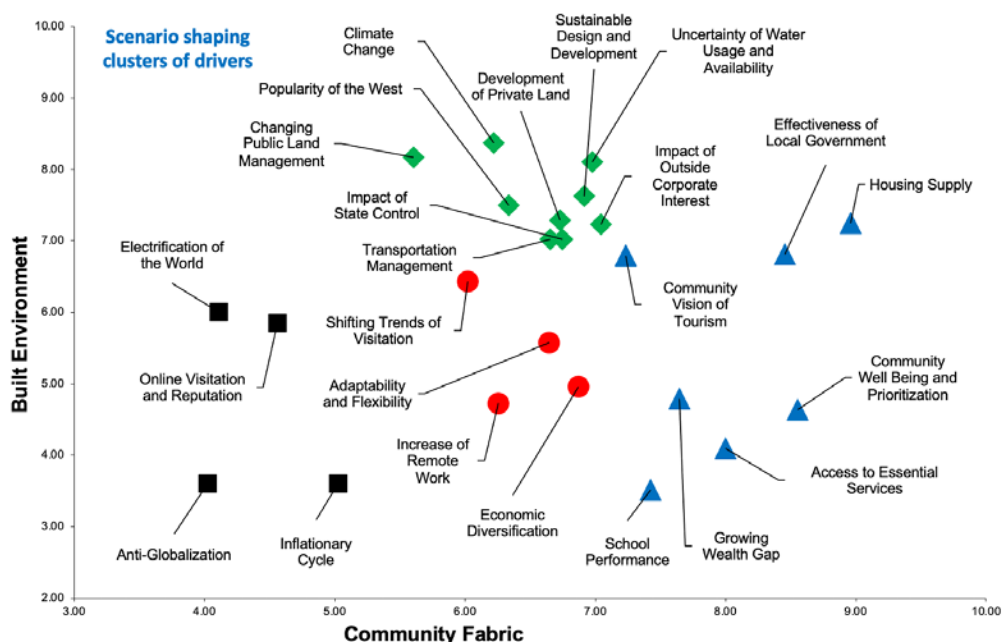 Scenario shaping
clusters of drivers
Climate
Change
Sustainable
Design and
Development
Uncertainty of Water
Usage and
Availability
Popularity of the West
Development
of Private Land
Changing
Public Land
Management
Impact of
Outside
Corporate
Interest
Effectiveness of
Local Government
Housing Supply
Impact of
State Control
Transportation
Management
Electrification of
the World
Community
Vision of
Tourism
Shifting Trends of
Visitation
Online Visitation
and Reputation
Adaptability
and Flexibility
Community
Well Being and
Prioritization
Increase of
Remote
Work
Access to Essential
Services
Economic
Diversification
School
Performance
Growing
Wealth Gap
Anti-Globalization
Inflationary
Cycle
Built Environment
10.00
9.00
8.00
7.00
6.00
5.00
4.00
3.00
2.00
3.00
4.00
5.00
6.00
7.00
8.00
9.00
10.00
Community Fabric